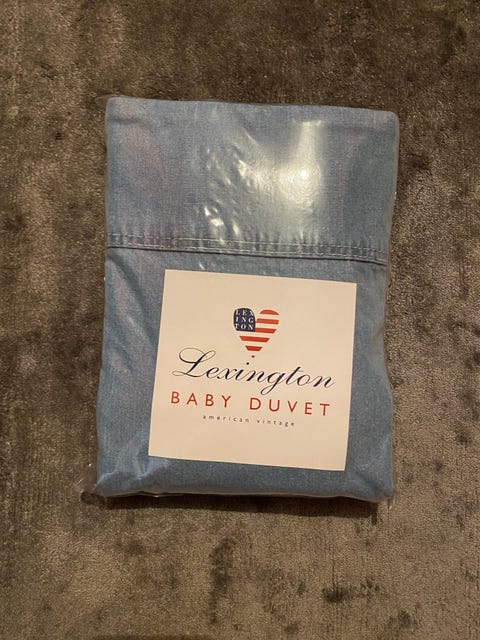 LEX
ING
TON
Lexington
BABY DUVET
american vintage